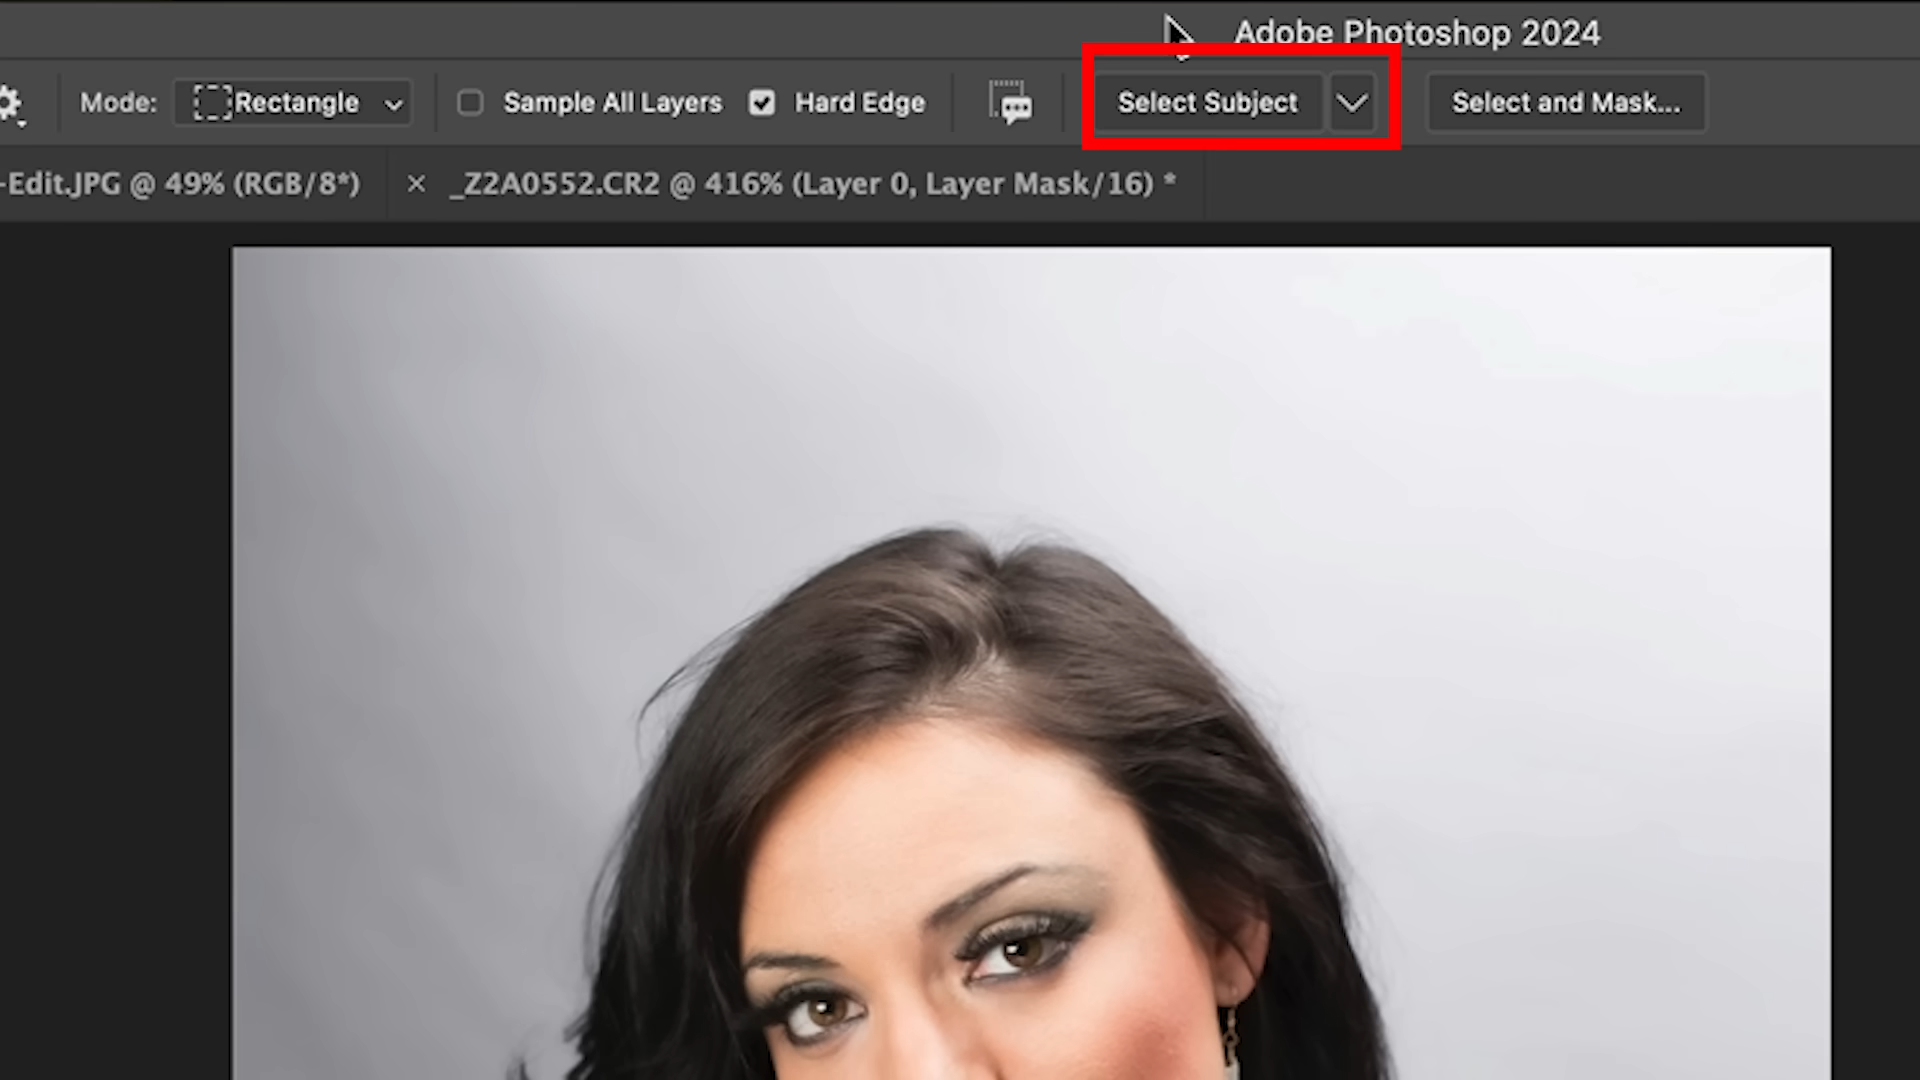 Adobe Photoshop 2024
Mode: Rectangle Sample All Layers Hard Edge Select Subject Select and Mask...
-Edit.JPG @ 49% (RGB/8*) × _Z2A0552.CR2 @ 416% (Layer 0, Layer Mask/16) *